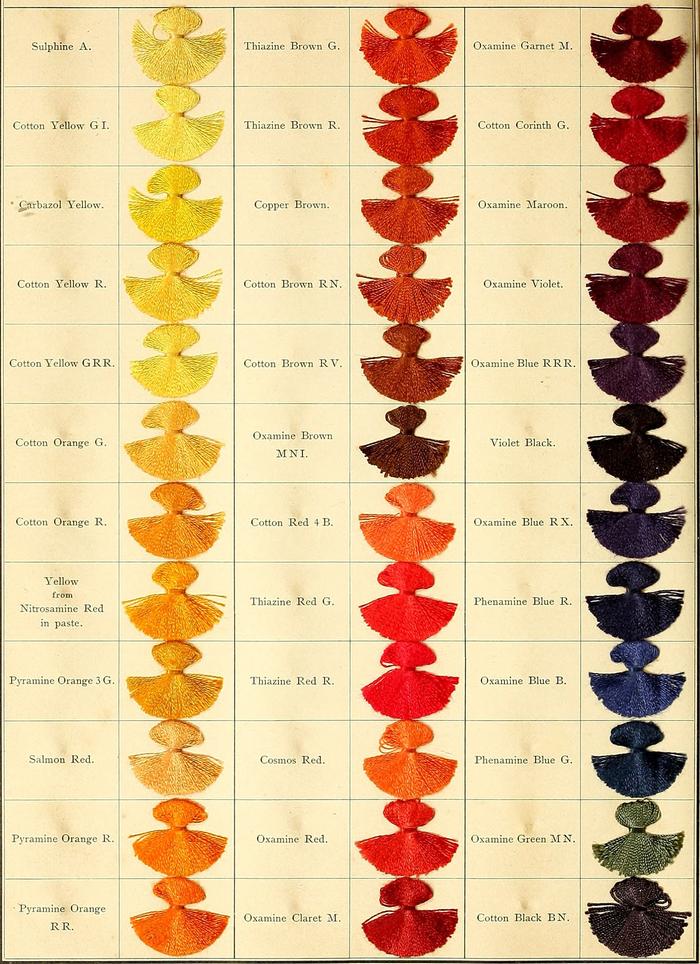 Sulphine A.
Cotton Yellow G I.
Carbazol Yellow.
Cotton Yellow R.
Cotton Yellow G R R.
Cotton Orange G.
Cotton Orange R.
Yellow
from
Nitrosamine Red
in paste.
Pyramine Orange 3 G.
Salmon Red.
Pyramine Orange R.
Pyramine Orange
R R.
Thiazine Brown G.
Thiazine Brown R.
Copper Brown.
Cotton Brown R N.
Cotton Brown R V.
Oxamine Brown
M N I.
Cotton Red 4 B.
Thiazine Red G.
Thiazine Red R.
Cosmos Red.
Oxamine Red.
Oxamine Claret M.
Oxamine Garnet M.
Cotton Corinth G.
Oxamine Maroon.
Oxamine Violet.
Oxamine Blue R R R.
Violet Black.
Oxamine Blue R X.
Phenamine Blue R.
Oxamine Blue B.
Phenamine Blue G.
Oxamine Green M N.
Cotton Black B N.